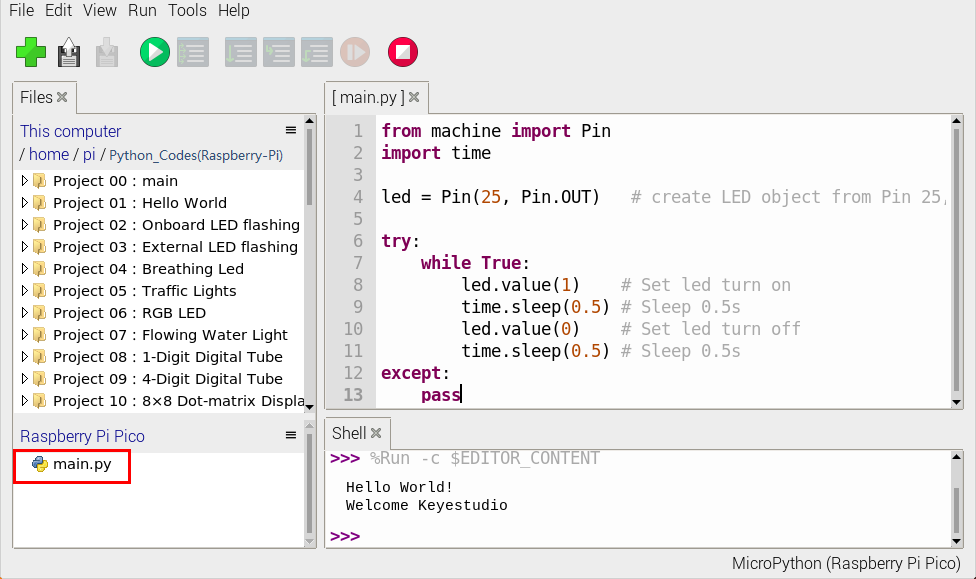 File Edit View Run Tools Help
Files
This computer
/ home / pi / Python_Codes(Raspberry-Pi)
Project 00 : main
Project 01 : Hello World
Project 02 : Onboard LED flashing
Project 03 : External LED flashing
Project 04 : Breathing Led
Project 05 : Traffic Lights
Project 06 : RGB LED
Project 07 : Flowing Water Light
Project 08 : 1-Digit Digital Tube
Project 09 : 4-Digit Digital Tube
Project 10 : 8×8 Dot-matrix Displa
Raspberry Pi Pico
main.py
[ main.py ]
1 from machine import Pin
2 import time
3
4 led = Pin(25, Pin.OUT)   # create LED object from Pin 25,
5
6 try:
7     while True:
8         led.value(1)    # Set led turn on
9         time.sleep(0.5) # Sleep 0.5s
10         led.value(0)    # Set led turn off
11         time.sleep(0.5) # Sleep 0.5s
12 except:
13     pass
Shell
>>> %Run -c $EDITOR_CONTENT
Hello World!
Welcome Keyestudio
>>>
MicroPython (Raspberry Pi Pico)